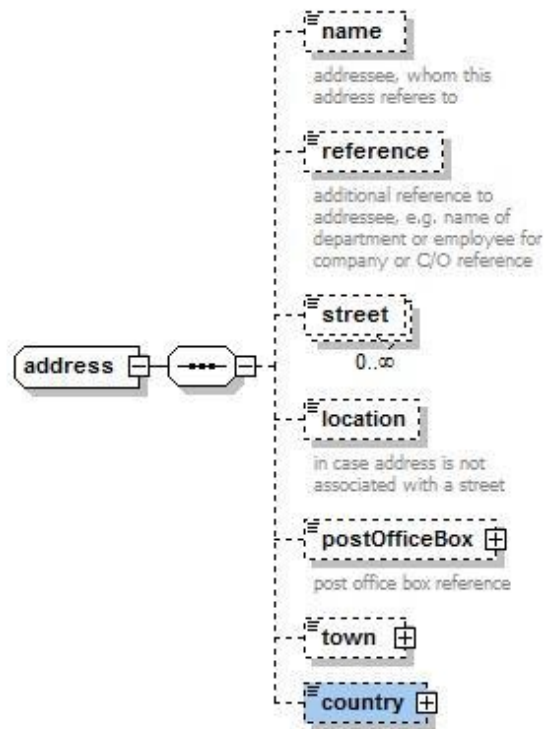 name
addressee, whom this
address referes to
reference
additional reference to
addressee, e.g. name of
department or employee for
company or C/O reference
street
0..∞
address
location
in case address is not
associated with a street
postOfficeBox
post office box reference
town
country